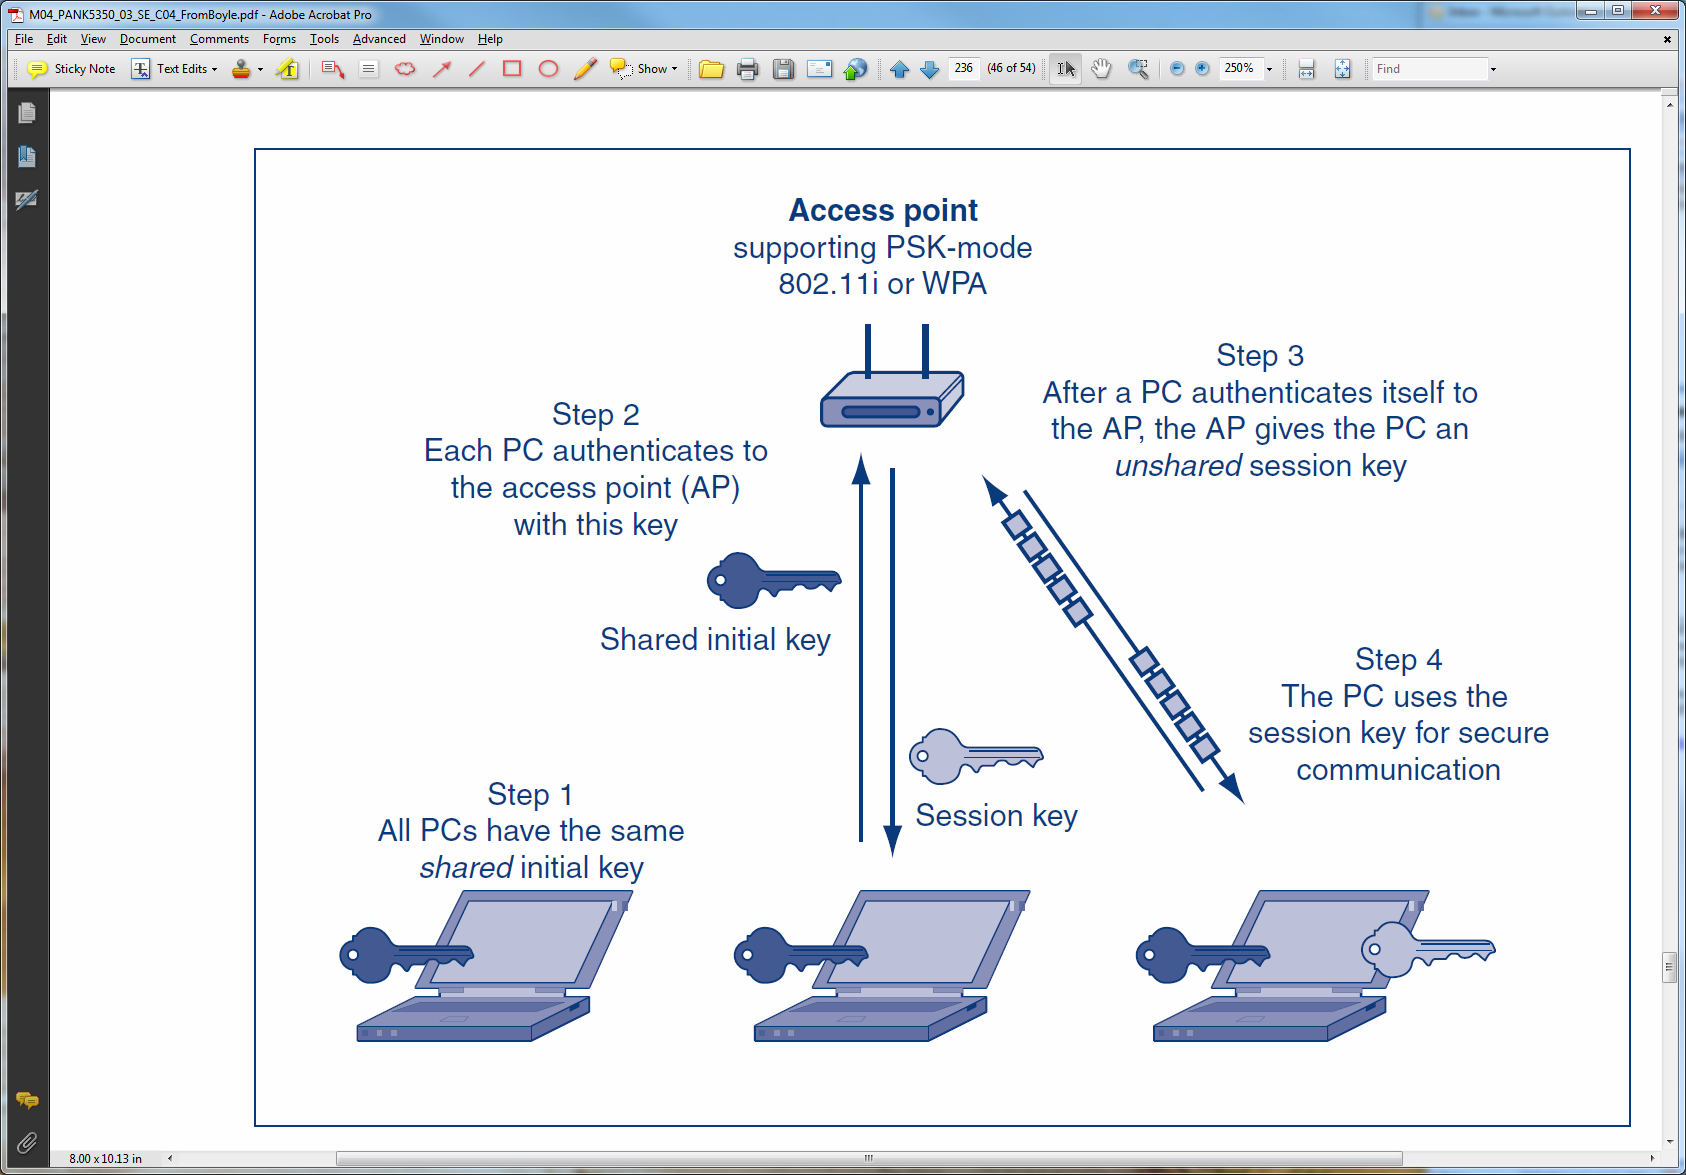 M04_PANK5350_03_SE_C04_FromBoyle.pdf - Adobe Acrobat Pro
File Edit View Document Comments Forms Tools Advanced Window Help
Sticky Note Text Edits Show 236 (46 of 54) 250% Find
Access point
supporting PSK-mode
802.11i or WPA
Step 3
After a PC authenticates itself to
the AP, the AP gives the PC an
unshared session key
Step 2
Each PC authenticates to
the access point (AP)
with this key
Shared initial key
Step 4
The PC uses the
session key for secure
communication
Session key
Step 1
All PCs have the same
shared initial key
8.00 x 10.13 in